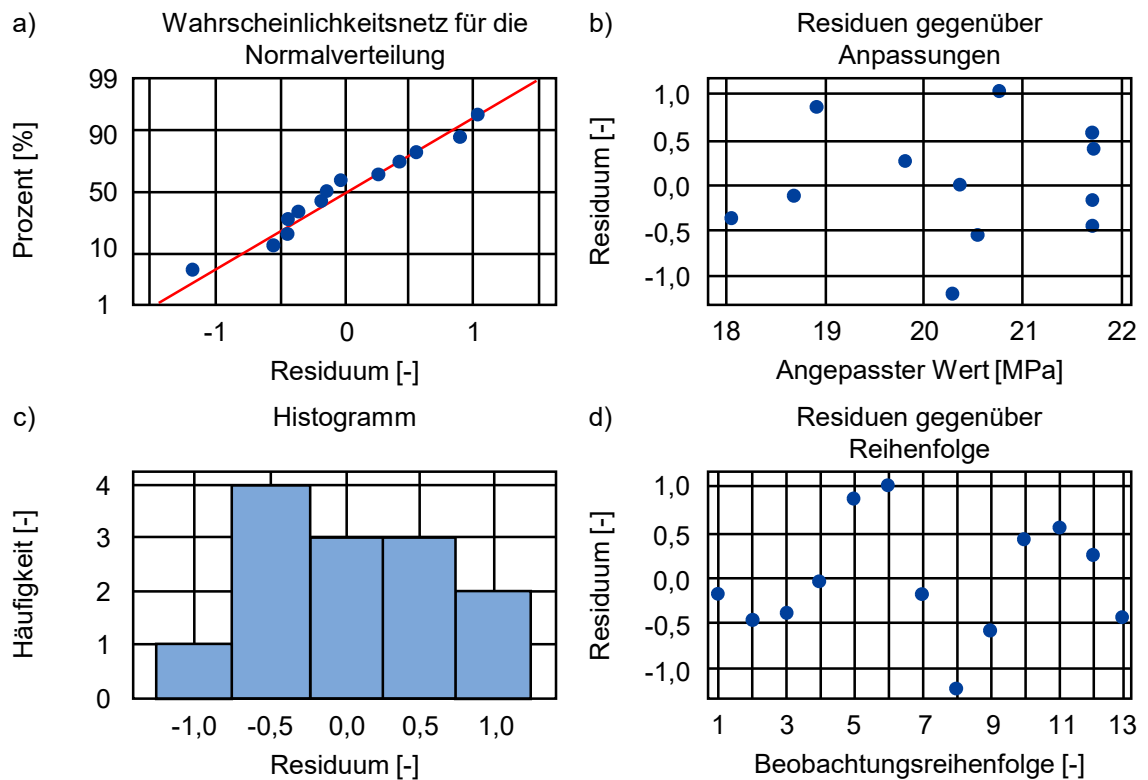 a)
Wahrscheinlichkeitsnetz für die
Normalverteilung
Prozent [%]
99
90
50
10
1
-1
0
1
Residuum [-]
b)
Residuen gegenüber
Anpassungen
Residuum [-]
1,0
0,5
0,0
-0,5
-1,0
18
19
20
21
22
Angepasster Wert [MPa]
c)
Histogramm
Häufigkeit [-]
4
3
2
1
0
-1,0
-0,5
0,0
0,5
1,0
Residuum [-]
d)
Residuen gegenüber
Reihenfolge
Residuum [-]
1,0
0,5
0,0
-0,5
-1,0
1
3
5
7
9
11
13
Beobachtungsreihenfolge [-]